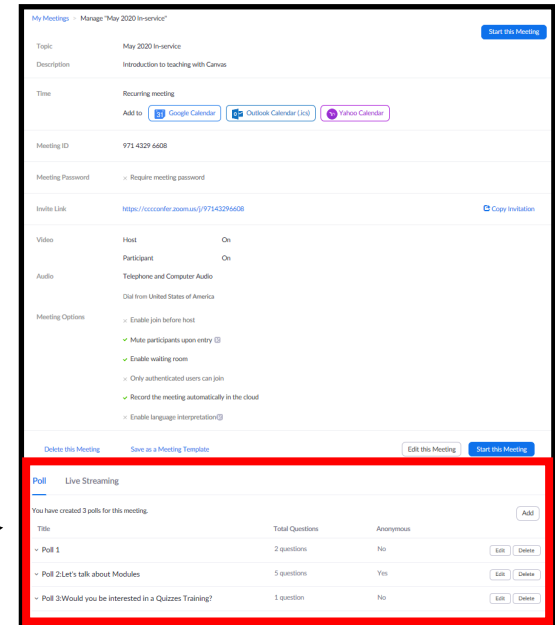 My Meetings > Manage "May 2020 In-service"
Start this Meeting
Topic May 2020 In-service
Description Introduction to teaching with Canvas
Time Recurring meeting
Add to 31 Google Calendar Outlook Calendar (.ics) Yahoo Calendar
Meeting ID 971 4329 6608
Meeting Password × Require meeting password
Invite Link https://cccconfer.zoom.us/j/97143296608 Copy Invitation
Video Host On
Participant On
Audio Telephone and Computer Audio
Dial from United States of America
Meeting Options × Enable join before host
✓ Mute participants upon entry
✓ Enable waiting room
× Only authenticated users can join
✓ Record the meeting automatically in the cloud
× Enable language interpretation
Delete this Meeting Save as a Meeting Template Edit this Meeting Start this Meeting
Poll Live Streaming
You have created 3 polls for this meeting. Add
Title Total Questions Anonymous
Poll 1 2 questions No Edit Delete
Poll 2:Let's talk about Modules 5 questions Yes Edit Delete
Poll 3:Would you be interested in a Quizzes Training? 1 question No Edit Delete